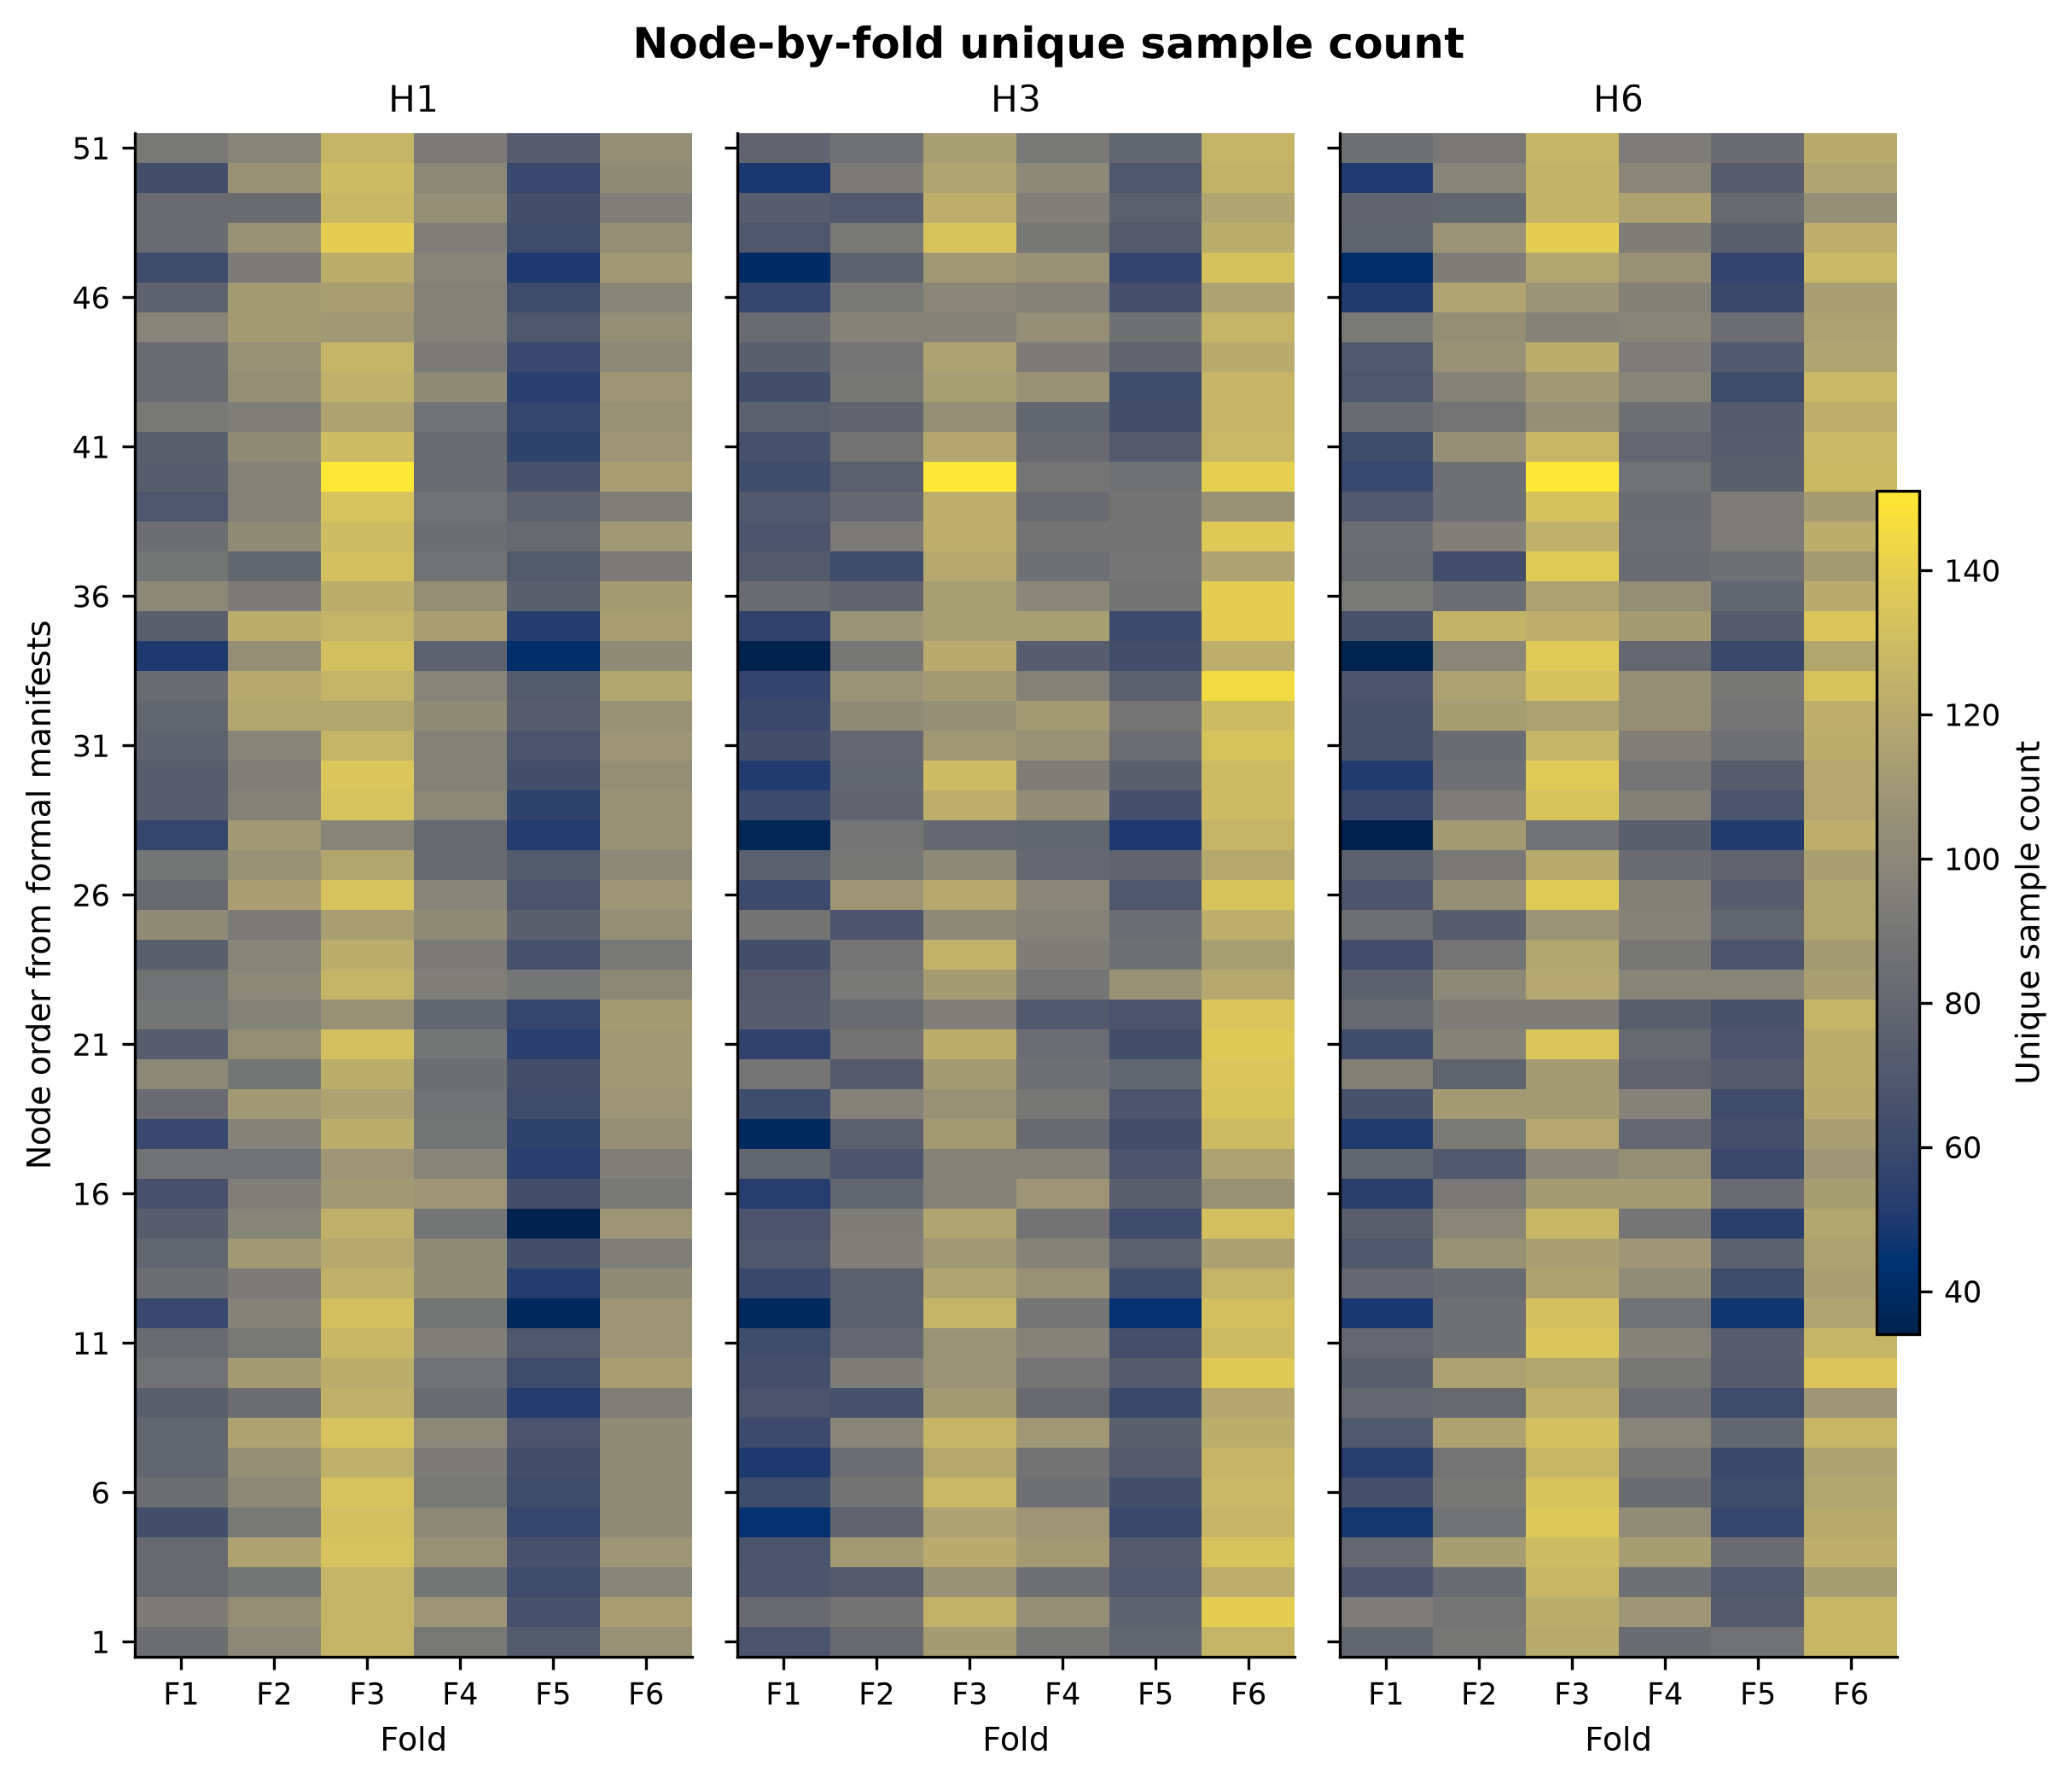 Node-by-fold unique sample count
H1
H3
H6
51
46
41
36
31
26
21
16
11
6
1
Node order from formal manifests
F1 F2 F3 F4 F5 F6
F1 F2 F3 F4 F5 F6
F1 F2 F3 F4 F5 F6
Fold
Fold
Fold
140
120
100
80
60
40
Unique sample count